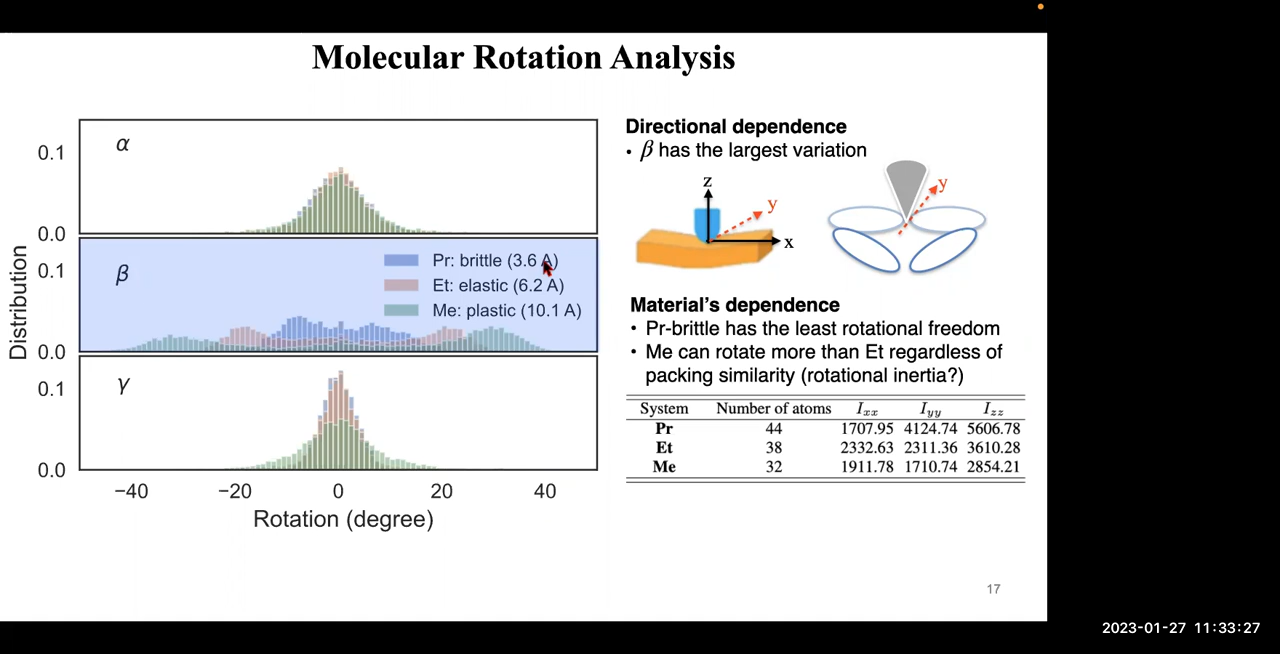 Molecular Rotation Analysis
α
0.1
0.0
β
0.1
0.0
Pr: brittle (3.6 A)
Et: elastic (6.2 A)
Me: plastic (10.1 A)
γ
0.1
0.0
Distribution
−40 −20 0 20 40
Rotation (degree)
Directional dependence
• β has the largest variation
z
y
x
y
Material's dependence
• Pr-brittle has the least rotational freedom
• Me can rotate more than Et regardless of
packing similarity (rotational inertia?)
System Number of atoms Ixx Iyy Izz
Pr 44 1707.95 4124.74 5606.78
Et 38 2332.63 2311.36 3610.28
Me 32 1911.78 1710.74 2854.21
17
2023-01-27 11:33:27